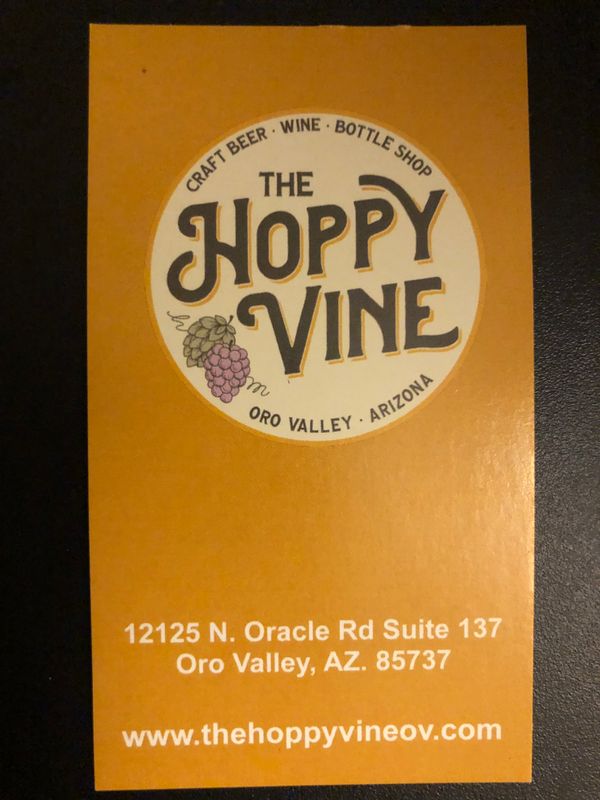 CRAFT BEER · WINE · BOTTLE SHOP
THE
HOPPY
VINE
ORO VALLEY · ARIZONA
12125 N. Oracle Rd Suite 137
Oro Valley, AZ. 85737
www.thehoppyvineov.com